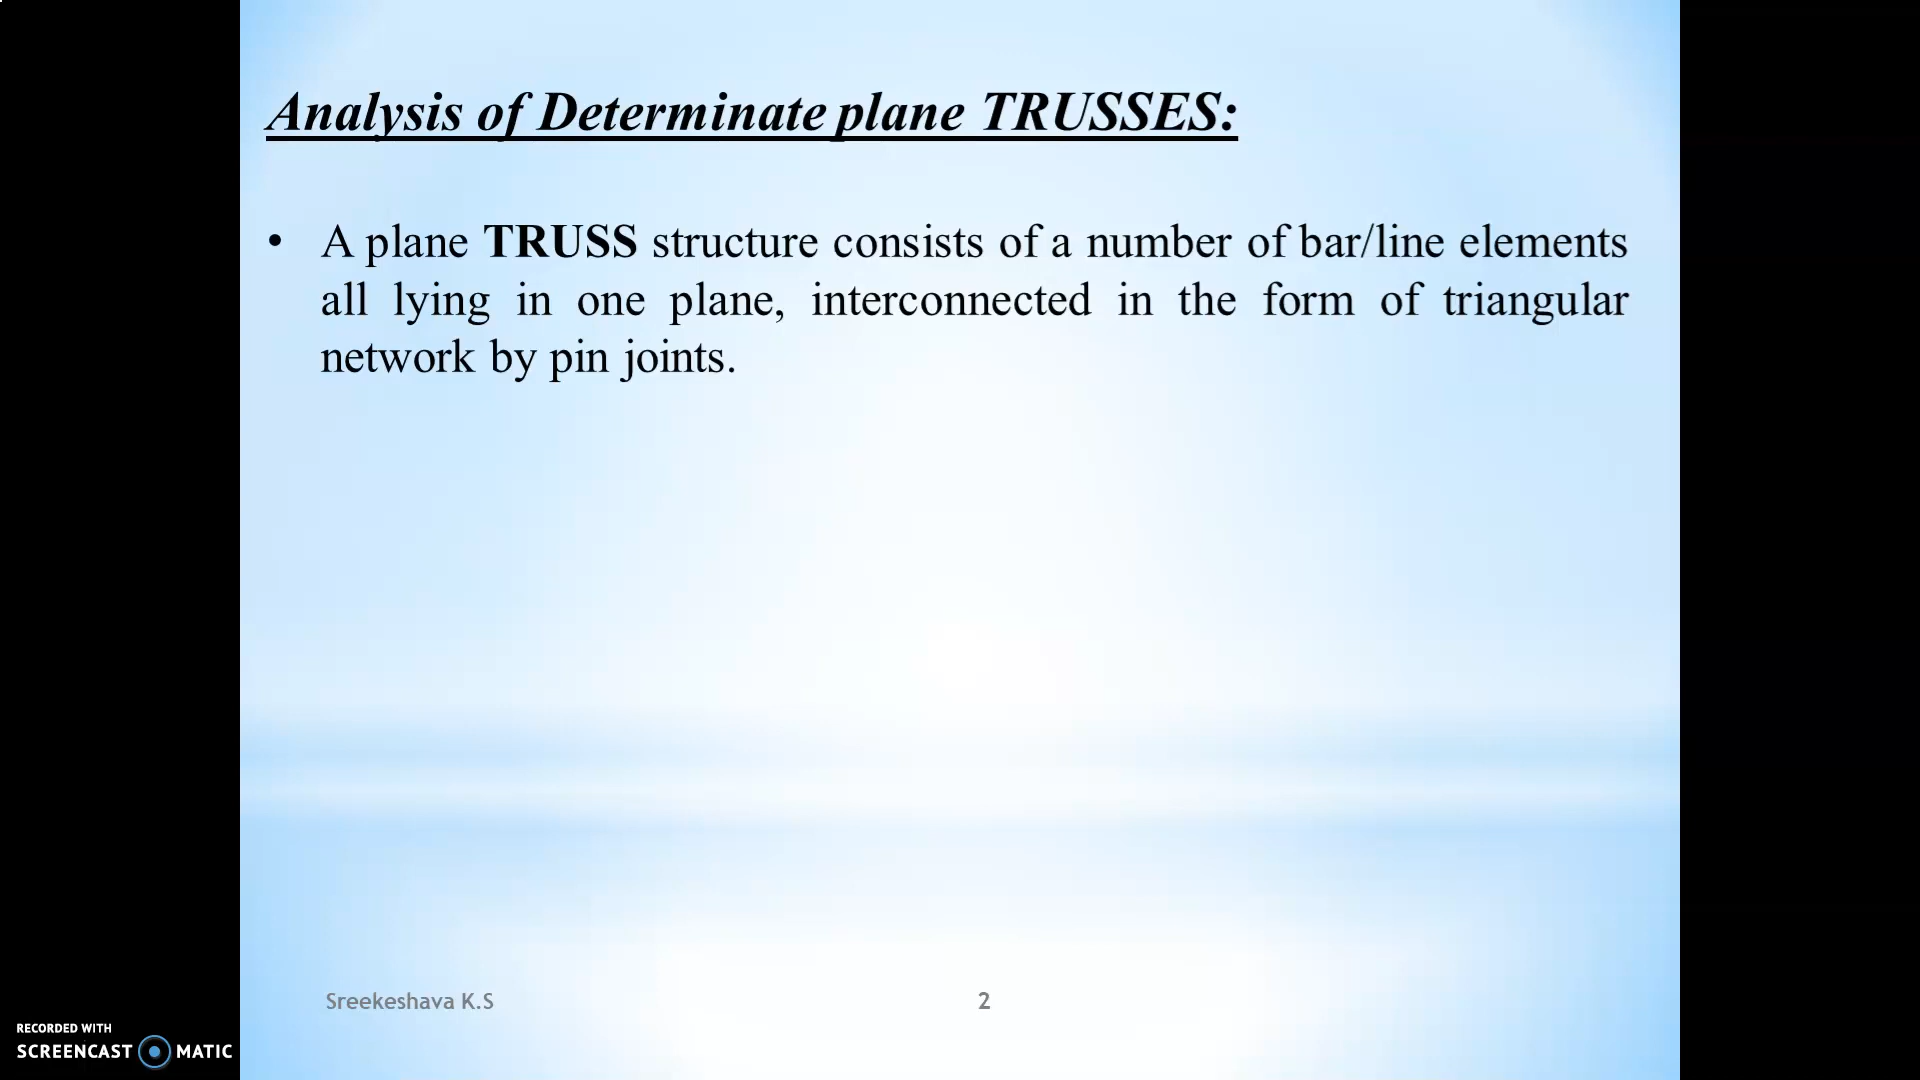 Analysis of Determinate plane TRUSSES:
• A plane TRUSS structure consists of a number of bar/line elements
all lying in one plane, interconnected in the form of triangular
network by pin joints.
Sreekeshava K.S
2
RECORDED WITH
SCREENCAST MATIC